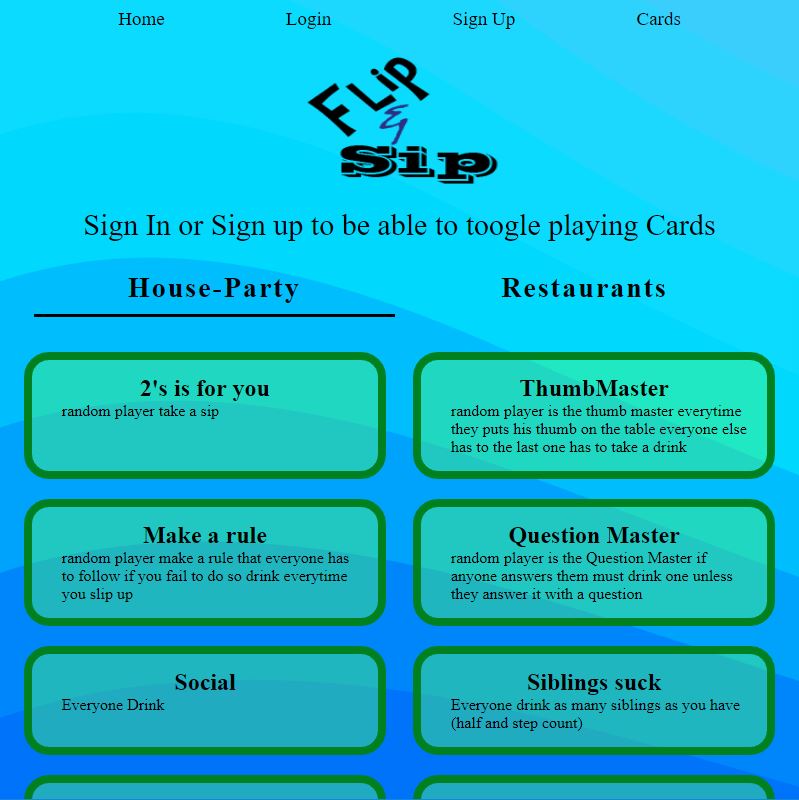 Home Login Sign Up Cards
FLiP
&
Sip
Sign In or Sign up to be able to toogle playing Cards
House-Party Restaurants
2's is for you
random player take a sip
ThumbMaster
random player is the thumb master everytime
they puts his thumb on the table everyone else
has to the last one has to take a drink
Make a rule
random player make a rule that everyone has
to follow if you fail to do so drink everytime
you slip up
Question Master
random player is the Question Master if
anyone answers them must drink one unless
they answer it with a question
Social
Everyone Drink
Siblings suck
Everyone drink as many siblings as you have
(half and step count)